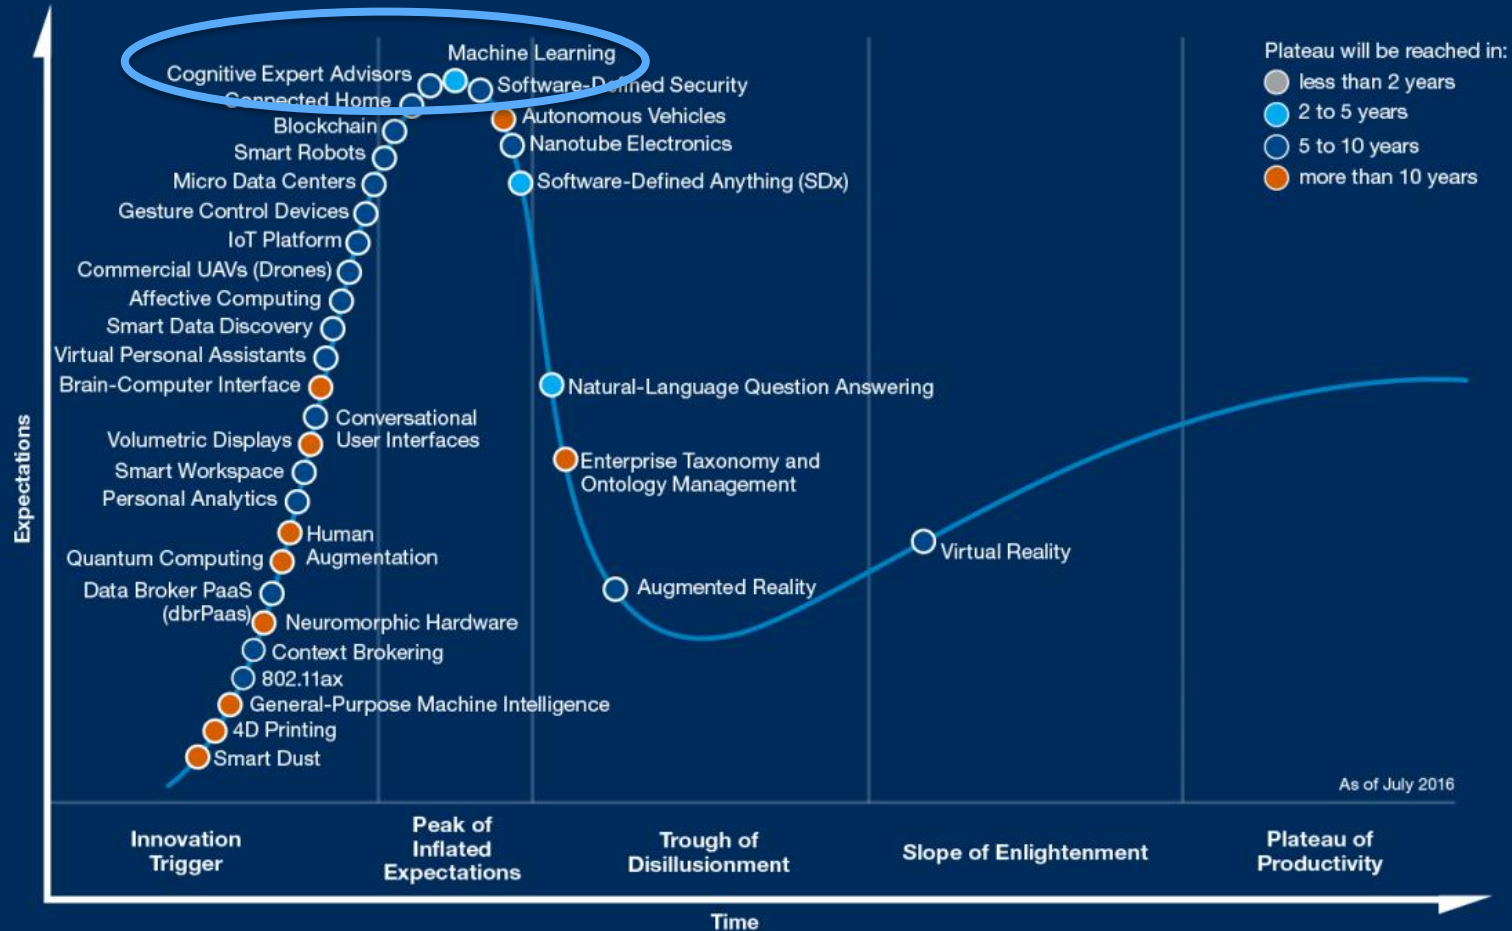 Machine Learning
Cognitive Expert Advisors
Software-Defined Security
Connected Home
Autonomous Vehicles
Blockchain
Nanotube Electronics
Smart Robots
Micro Data Centers
Software-Defined Anything (SDx)
Gesture Control Devices
IoT Platform
Commercial UAVs (Drones)
Affective Computing
Smart Data Discovery
Virtual Personal Assistants
Brain-Computer Interface
Natural-Language Question Answering
Conversational
User Interfaces
Volumetric Displays
Enterprise Taxonomy and
Ontology Management
Smart Workspace
Personal Analytics
Human
Augmentation
Quantum Computing
Virtual Reality
Data Broker PaaS
(dbrPaas)
Augmented Reality
Neuromorphic Hardware
Context Brokering
802.11ax
General-Purpose Machine Intelligence
4D Printing
Smart Dust
Plateau will be reached in:
less than 2 years
2 to 5 years
5 to 10 years
more than 10 years
As of July 2016
Expectations
Innovation
Trigger
Peak of
Inflated
Expectations
Trough of
Disillusionment
Slope of Enlightenment
Plateau of
Productivity
Time